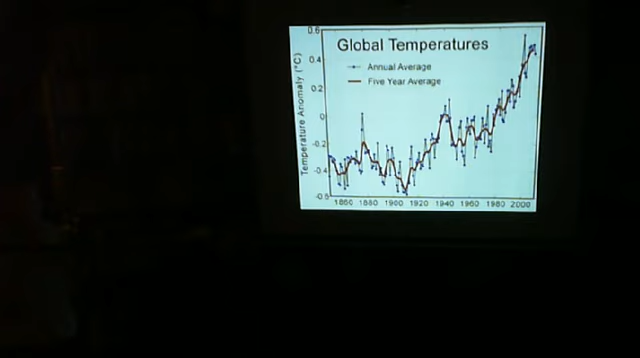 Global Temperatures
Annual Average
Five Year Average
Temperature Anomaly (°C)
0.6
0.4
0.2
0
-0.2
-0.4
-0.6
1860 1880 1900 1920 1940 1960 1980 2000